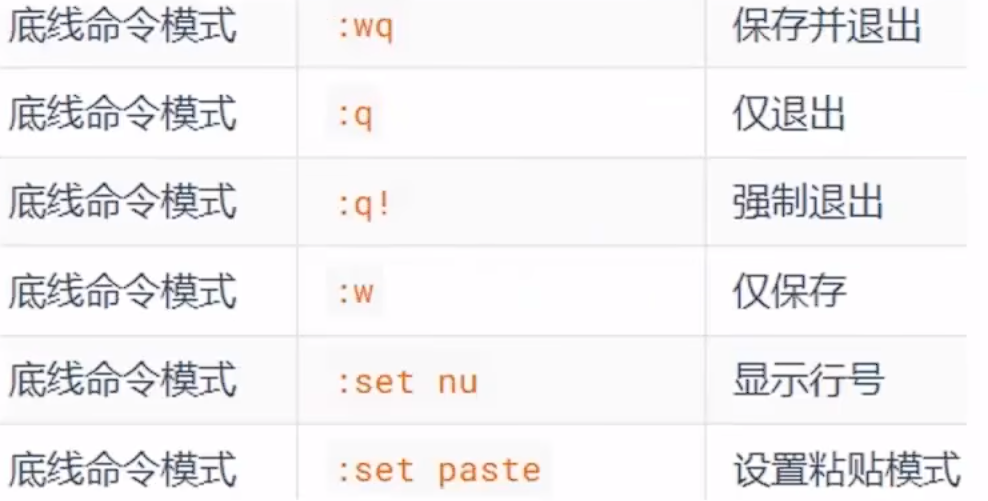 底线命令模式 :wq 保存并退出
底线命令模式 :q 仅退出
底线命令模式 :q! 强制退出
底线命令模式 :w 仅保存
底线命令模式 :set nu 显示行号
底线命令模式 :set paste 设置粘贴模式